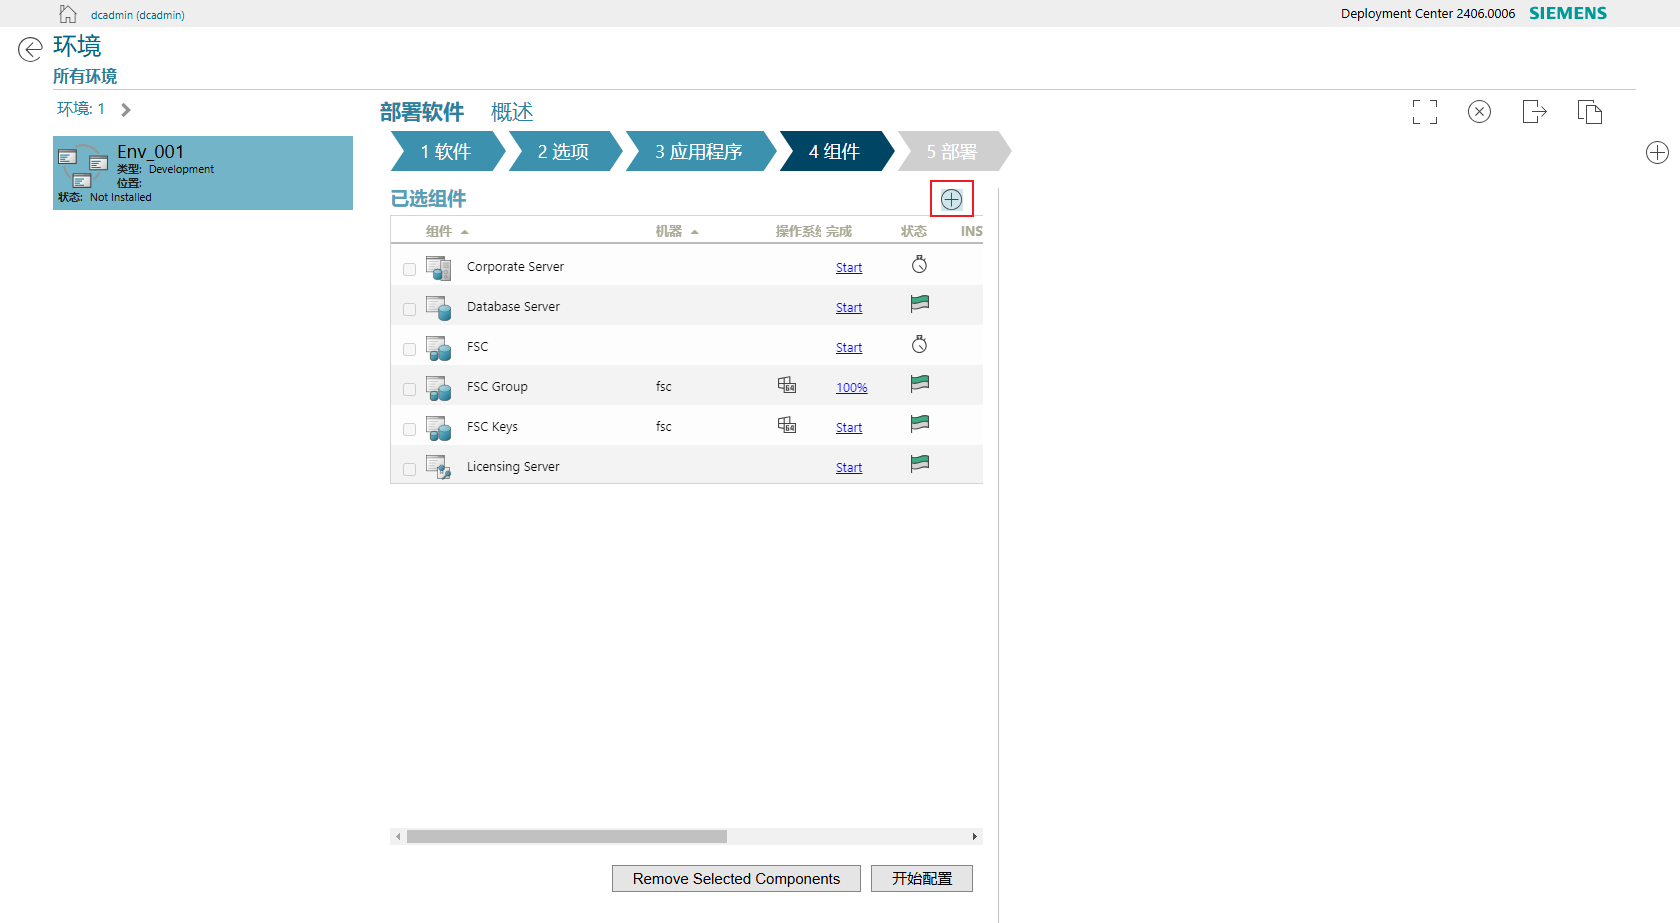 dcadmin (dcadmin)
Deployment Center 2406.0006 SIEMENS
环境
所有环境
环境: 1
部署软件 概述
1 软件 2 选项 3 应用程序 4 组件 5 部署
Env_001
类型: Development
位置:
状态: Not Installed
已选组件
组件 机器 操作系统 完成 状态 INS
Corporate Server Start
Database Server Start
FSC Start
FSC Group fsc 64 100%
FSC Keys fsc 64 Start
Licensing Server Start
Remove Selected Components 开始配置